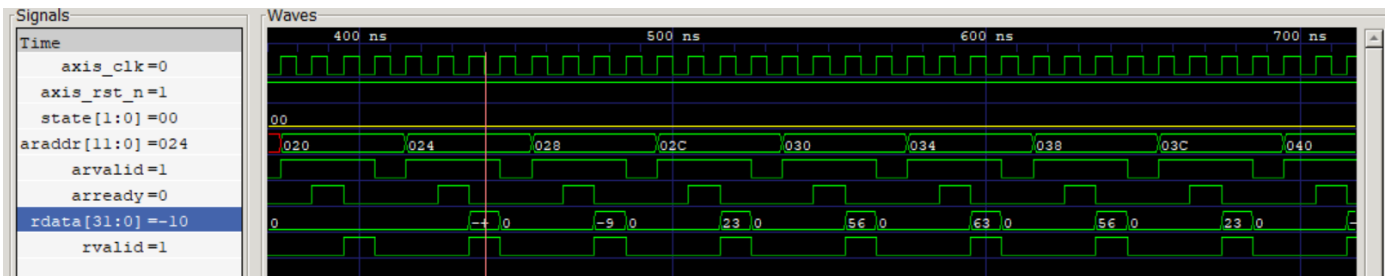 Signals
Waves
Time
400 ns
500 ns
600 ns
700 ns
axis_clk=0
axis_rst_n=1
state[1:0]=00
00
araddr[11:0]=024
020
024
028
02C
030
034
038
03C
040
arvalid=1
arready=0
rdata[31:0]=-10
0
-+
0
-9
0
23
0
56
0
63
0
56
0
23
0
-
rvalid=1